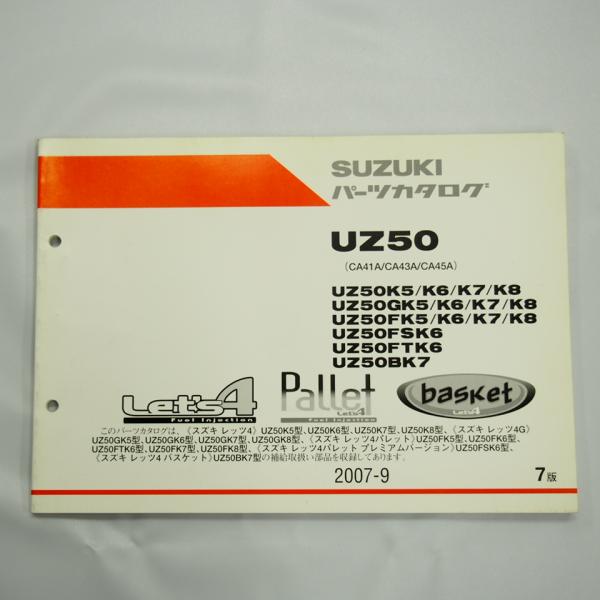 SUZUKI
パーツカタログ
UZ50
(CA41A/CA43A/CA45A)
UZ50K5/K6/K7/K8
UZ50GK5/K6/K7/K8
UZ50FK5/K6/K7/K8
UZ50FSK6
UZ50FTK6
UZ50BK7
Let's4
Fuel Injection
Pallet
Let's4
Fuel Injection
basket
Let's4
このパーツカタログは、《スズキ レッツ4》UZ50K5型、UZ50K6型、UZ50K7型、UZ50K8型、《スズキ レッツ4G》
UZ50GK5型、UZ50GK6型、UZ50GK7型、UZ50GK8型、《スズキ レッツ4パレット》UZ50FK5型、UZ50FK6型、
UZ50FTK6型、UZ50FK7型、UZ50FK8型、《スズキ レッツ4パレット プレミアムバージョン》UZ50FSK6型、
《スズキ レッツ4 バスケット》UZ50BK7型の補給取扱い部品を収録してあります。
2007-9
7版